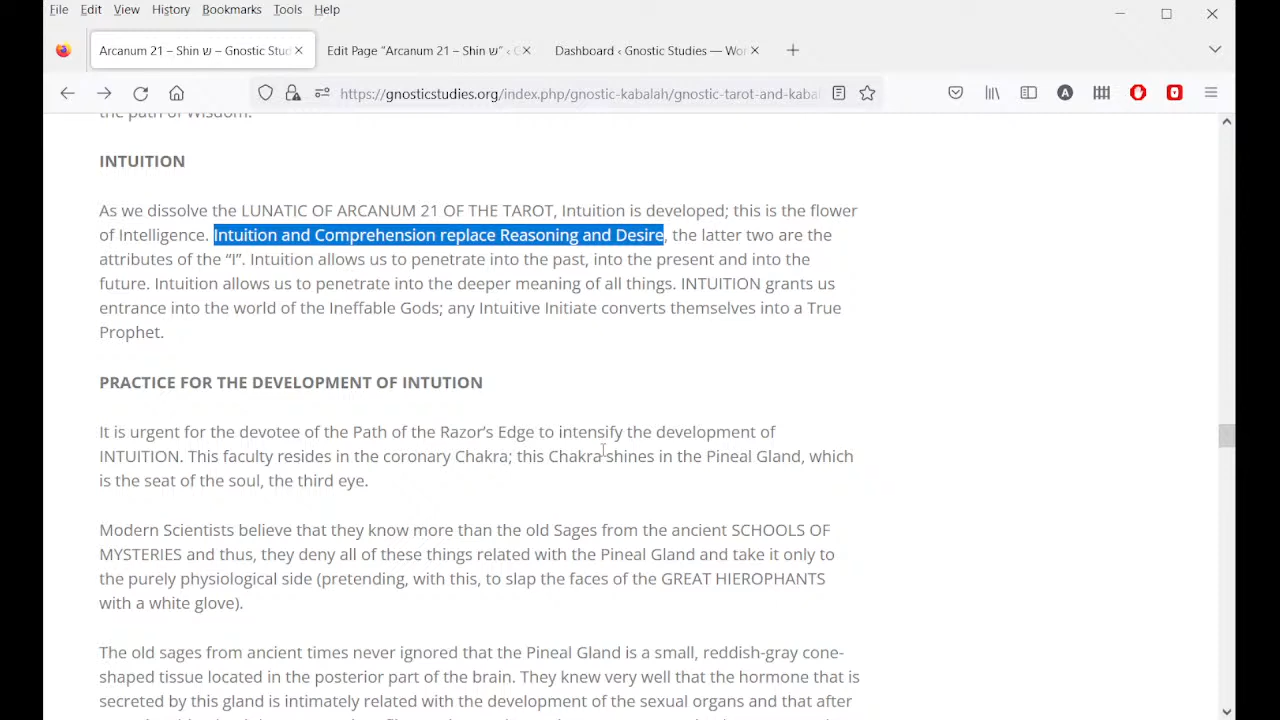 File Edit View History Bookmarks Tools Help
Arcanum 21 – Shin ש – Gnostic Stud
Edit Page “Arcanum 21 – Shin ש” ‹ G
Dashboard ‹ Gnostic Studies — Wor
https://gnosticstudies.org/index.php/gnostic-kabalah/gnostic-tarot-and-kaba
the path of Wisdom.
INTUITION
As we dissolve the LUNATIC OF ARCANUM 21 OF THE TAROT, Intuition is developed; this is the flower
of Intelligence. Intuition and Comprehension replace Reasoning and Desire, the latter two are the
attributes of the “I”. Intuition allows us to penetrate into the past, into the present and into the
future. Intuition allows us to penetrate into the deeper meaning of all things. INTUITION grants us
entrance into the world of the Ineffable Gods; any Intuitive Initiate converts themselves into a True
Prophet.
PRACTICE FOR THE DEVELOPMENT OF INTUTION
It is urgent for the devotee of the Path of the Razor’s Edge to intensify the development of
INTUITION. This faculty resides in the coronary Chakra; this Chakra shines in the Pineal Gland, which
is the seat of the soul, the third eye.
Modern Scientists believe that they know more than the old Sages from the ancient SCHOOLS OF
MYSTERIES and thus, they deny all of these things related with the Pineal Gland and take it only to
the purely physiological side (pretending, with this, to slap the faces of the GREAT HIEROPHANTS
with a white glove).
The old sages from ancient times never ignored that the Pineal Gland is a small, reddish-gray cone-
shaped tissue located in the posterior part of the brain. They knew very well that the hormone that is
secreted by this gland is intimately related with the development of the sexual organs and that after